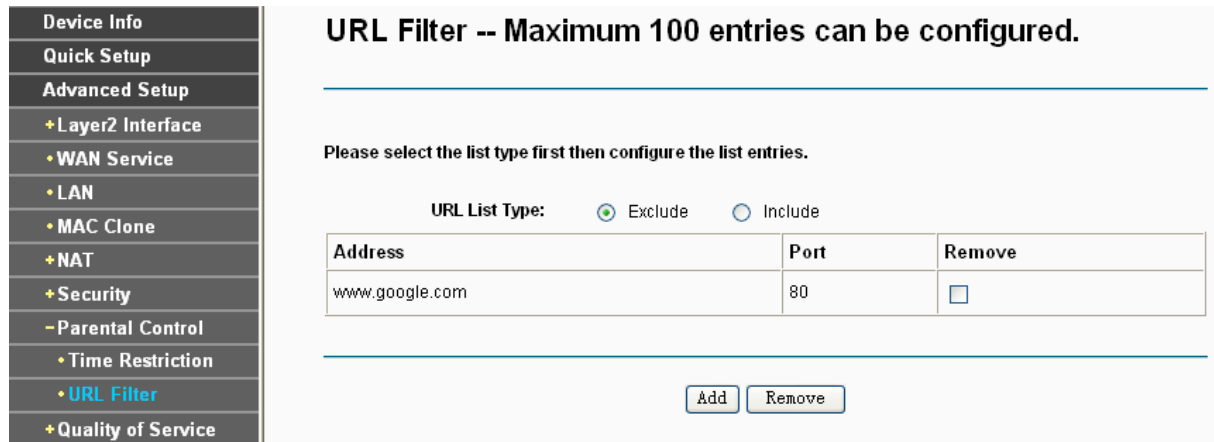 Device Info
Quick Setup
Advanced Setup
+Layer2 Interface
•WAN Service
•LAN
•MAC Clone
+NAT
+Security
−Parental Control
•Time Restriction
•URL Filter
+Quality of Service
URL Filter -- Maximum 100 entries can be configured.
Please select the list type first then configure the list entries.
URL List Type: Exclude Include
Address Port Remove
www.google.com 80
Add Remove